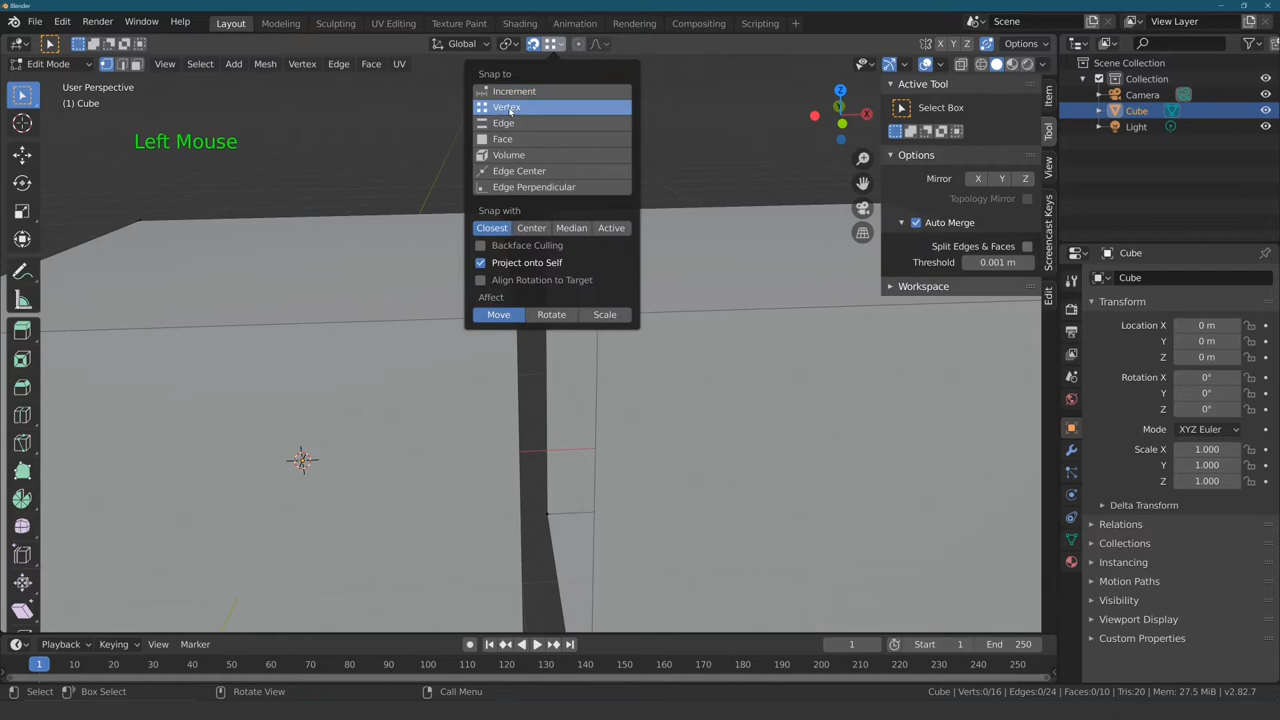 Blender
File Edit Render Window Help
Layout Modeling Sculpting UV Editing Texture Paint Shading Animation Rendering Compositing Scripting +
Scene
View Layer
Global
X Y Z
Options
Edit Mode
View Select Add Mesh Vertex Edge Face UV
User Perspective
(1) Cube
Left Mouse
Snap to
Increment
Vertex
Edge
Face
Volume
Edge Center
Edge Perpendicular
Snap with
Closest Center Median Active
Backface Culling
Project onto Self
Align Rotation to Target
Affect
Move Rotate Scale
Z
Y
X
Active Tool
Select Box
Options
Mirror X Y Z
Topology Mirror
Auto Merge
Split Edges & Faces
Threshold 0.001 m
Workspace
Item
Tool
View
Screencast Keys
Edit
Scene Collection
Collection
Camera
Cube
Light
Cube
Cube
Transform
Location X 0 m
Y 0 m
Z 0 m
Rotation X 0°
Y 0°
Z 0°
Mode XYZ Euler
Scale X 1.000
Y 1.000
Z 1.000
Delta Transform
Relations
Collections
Instancing
Motion Paths
Visibility
Viewport Display
Custom Properties
Playback Keying View Marker
1
Start 1
End 250
1 10 20 30 40 50 60 70 80 90 100 110 120 130 140 150 160 170 180 190 200 210 220 230 240 250
Select Box Select Rotate View Call Menu
Cube | Verts:0/16 | Edges:0/24 | Faces:0/10 | Tris:20 | Mem: 27.5 MiB | v2.82.7